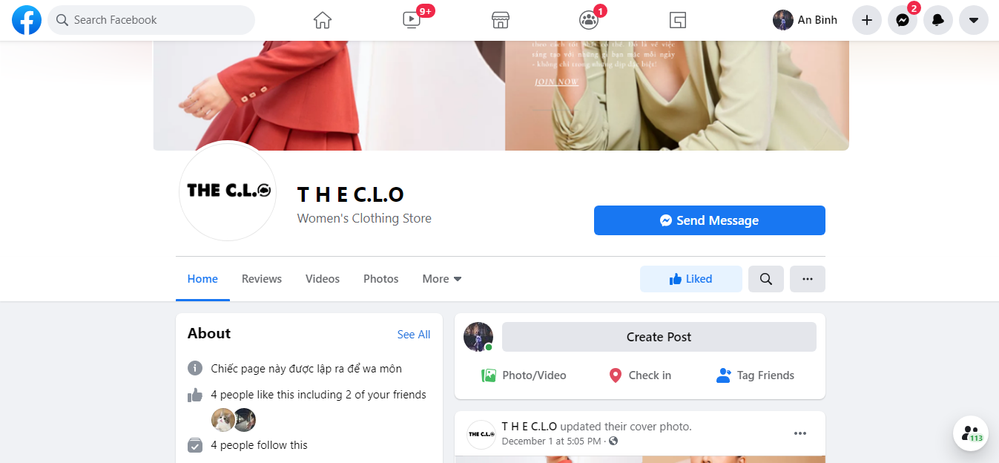 Search Facebook
9+
1
An Bình
2
theo cách tốt nhất có thể. Đó là về việc
sáng tạo với những gì bạn mặc mỗi ngày
- không chỉ trong những dịp đặc biệt!
JOIN NOW
THE C.L.O
T H E C.L.O
Women's Clothing Store
Send Message
Home
Reviews
Videos
Photos
More
Liked
About
See All
Chiếc page này được lập ra để wa môn
4 people like this including 2 of your friends
4 people follow this
Create Post
Photo/Video
Check in
Tag Friends
THE C.L.O
T H E C.L.O updated their cover photo.
December 1 at 5:05 PM ·
113